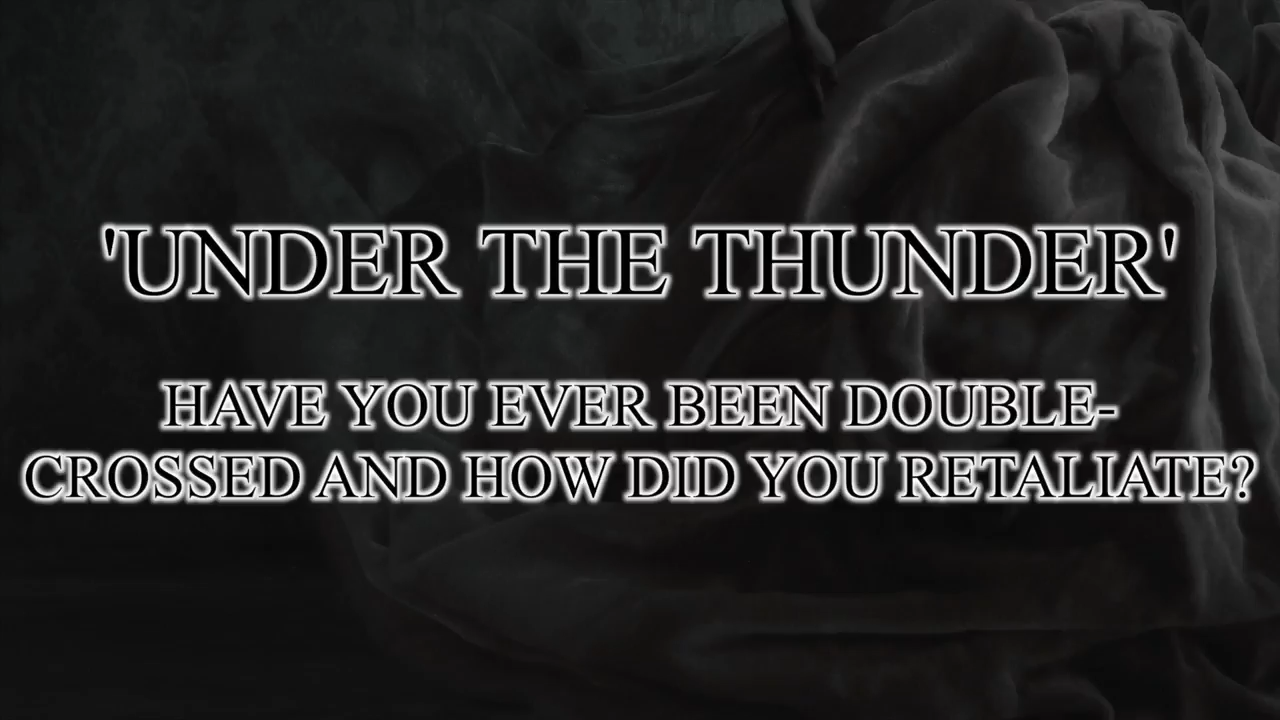 'UNDER THE THUNDER'
HAVE YOU EVER BEEN DOUBLE-
CROSSED AND HOW DID YOU RETALIATE?